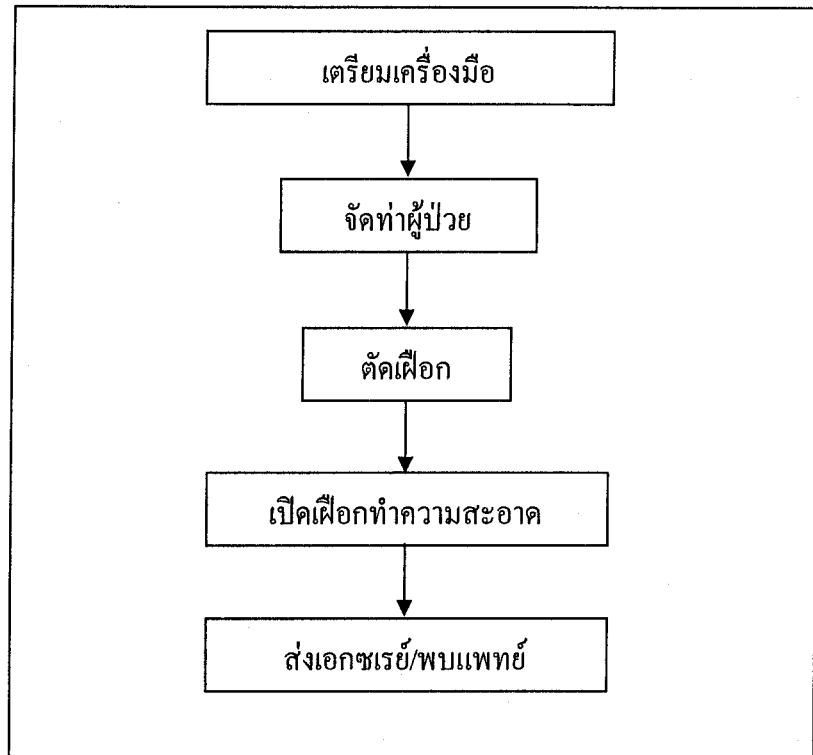 เตรียมเครื่องมือ
จัดท่าผู้ป่วย
ตัดเฝือก
เปิดเฝือกทำความสะอาด
ส่งเอกซเรย์/พบแพทย์